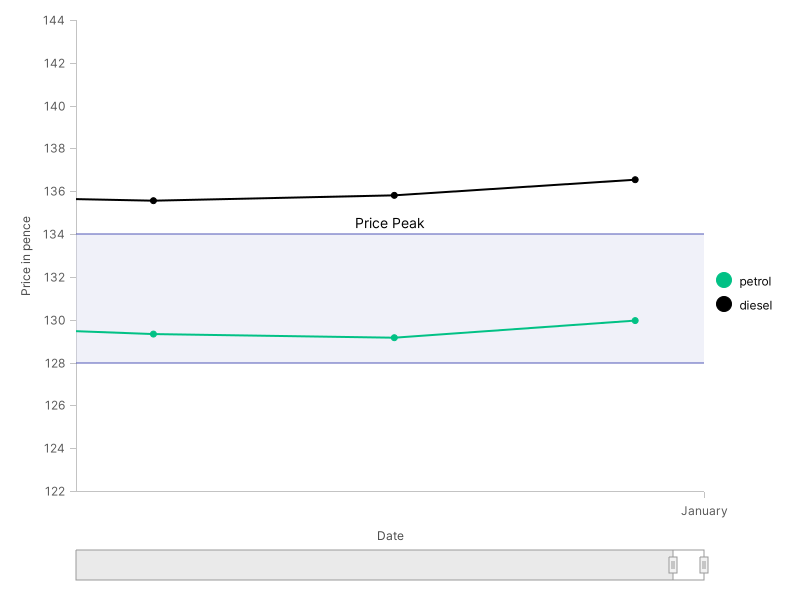 144
142
140
138
136
134
132
130
128
126
124
122
Price in pence
Price Peak
petrol
diesel
January
Date